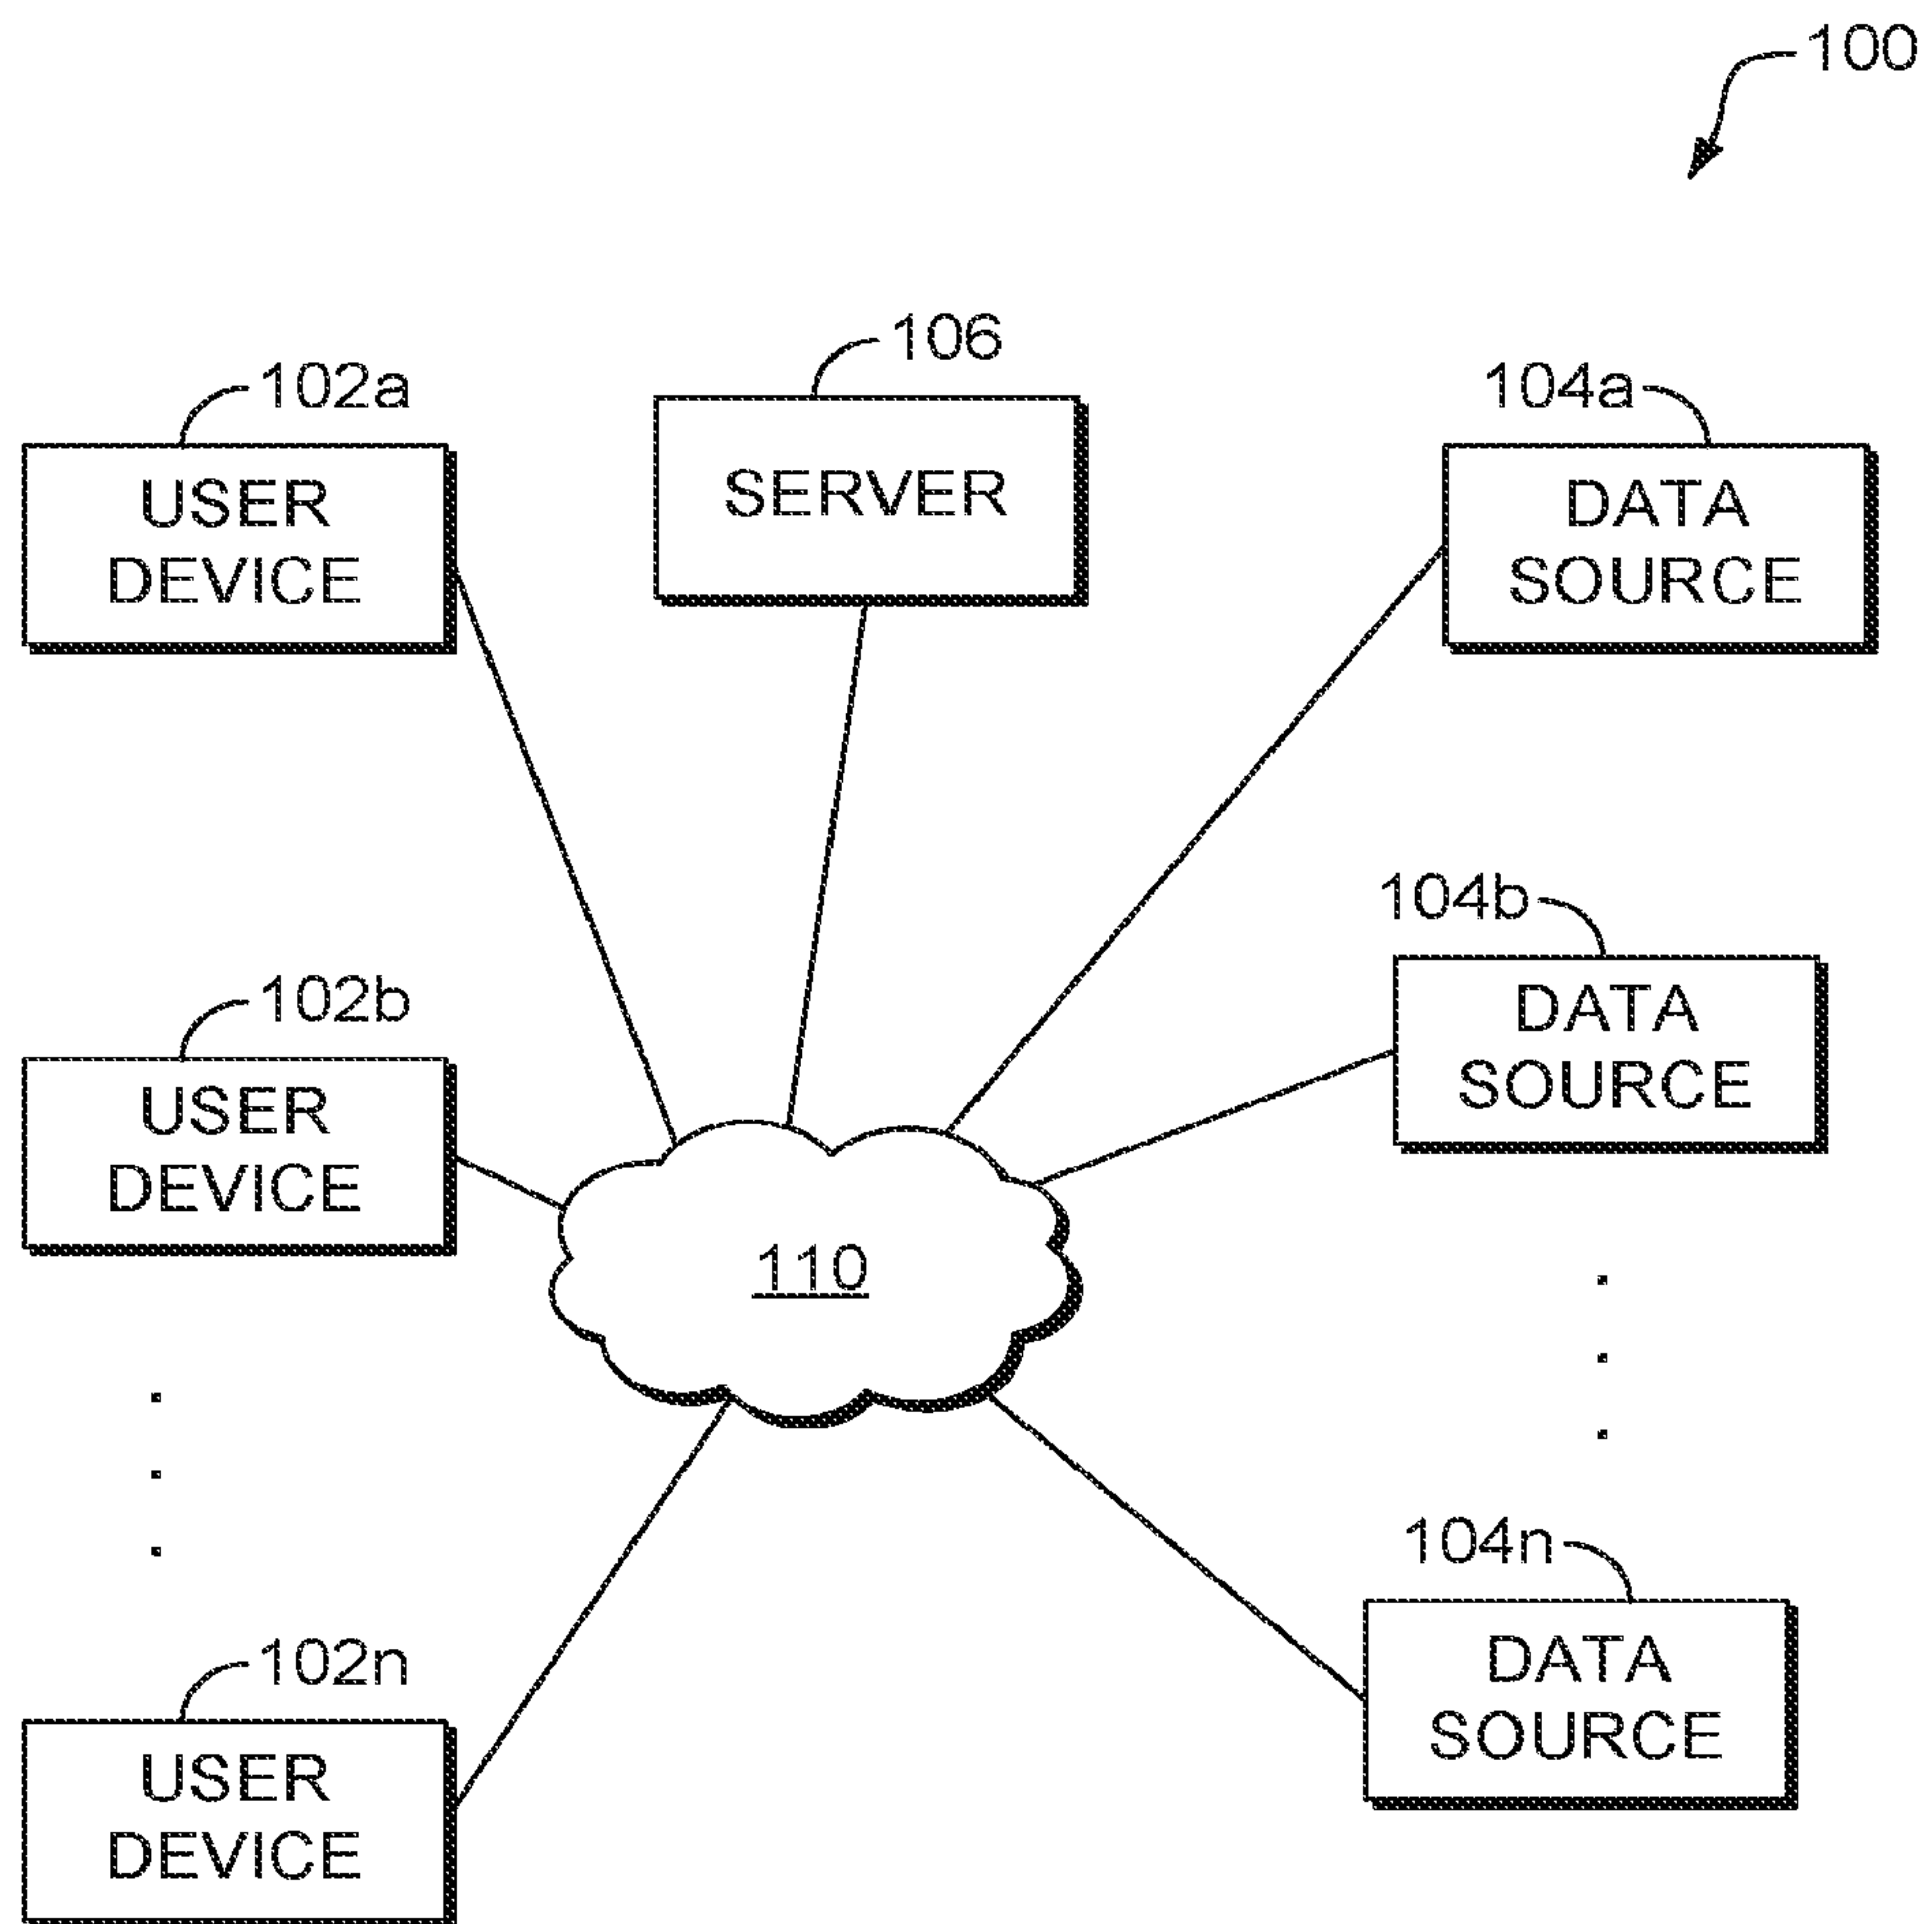 100
106
102a
104a
USER
DEVICE
SERVER
DATA
SOURCE
104b
102b
DATA
SOURCE
USER
DEVICE
110
104n
102n
DATA
SOURCE
USER
DEVICE